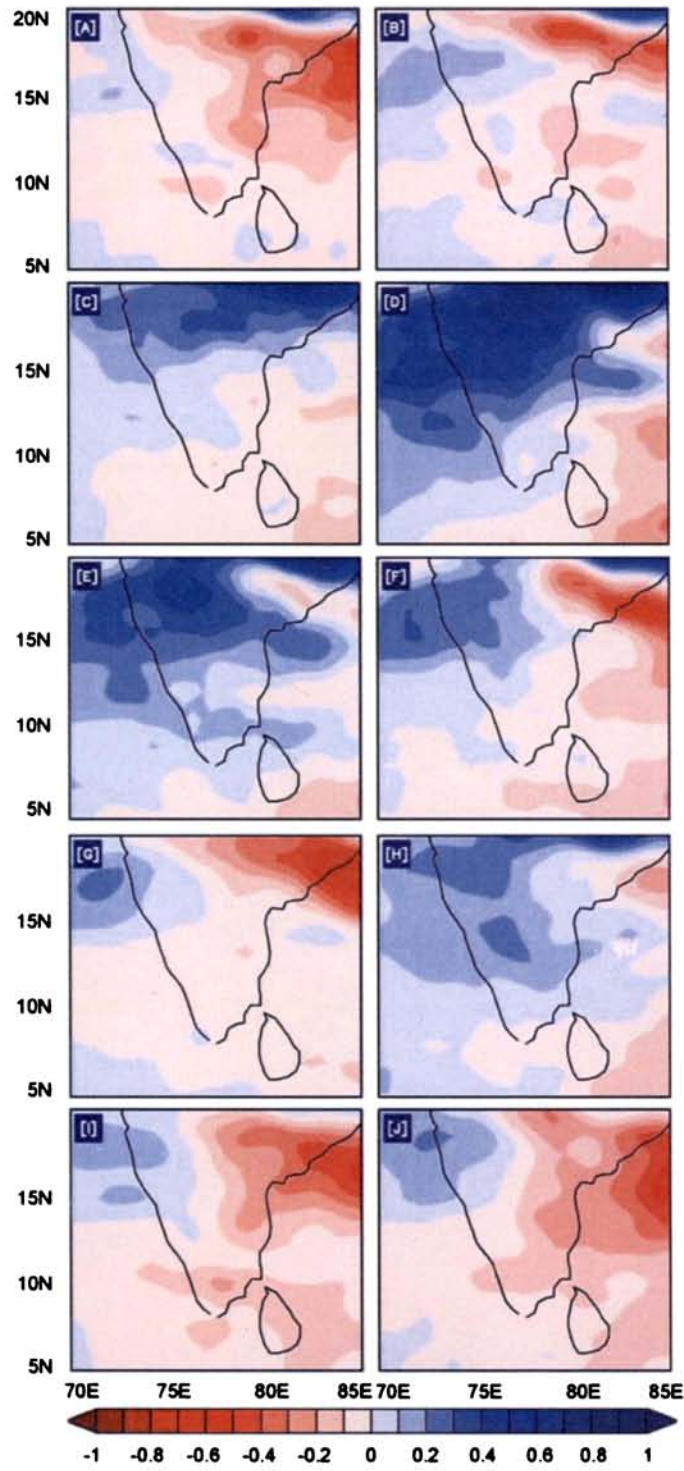 20N [A] [B]
15N
10N
5N
[C] [D]
15N
10N
5N
[E] [F]
15N
10N
5N
[G] [H]
15N
10N
5N
[I] [J]
15N
10N
5N
70E 75E 80E 85E 70E 75E 80E 85E
-1 -0.8 -0.6 -0.4 -0.2 0 0.2 0.4 0.6 0.8 1